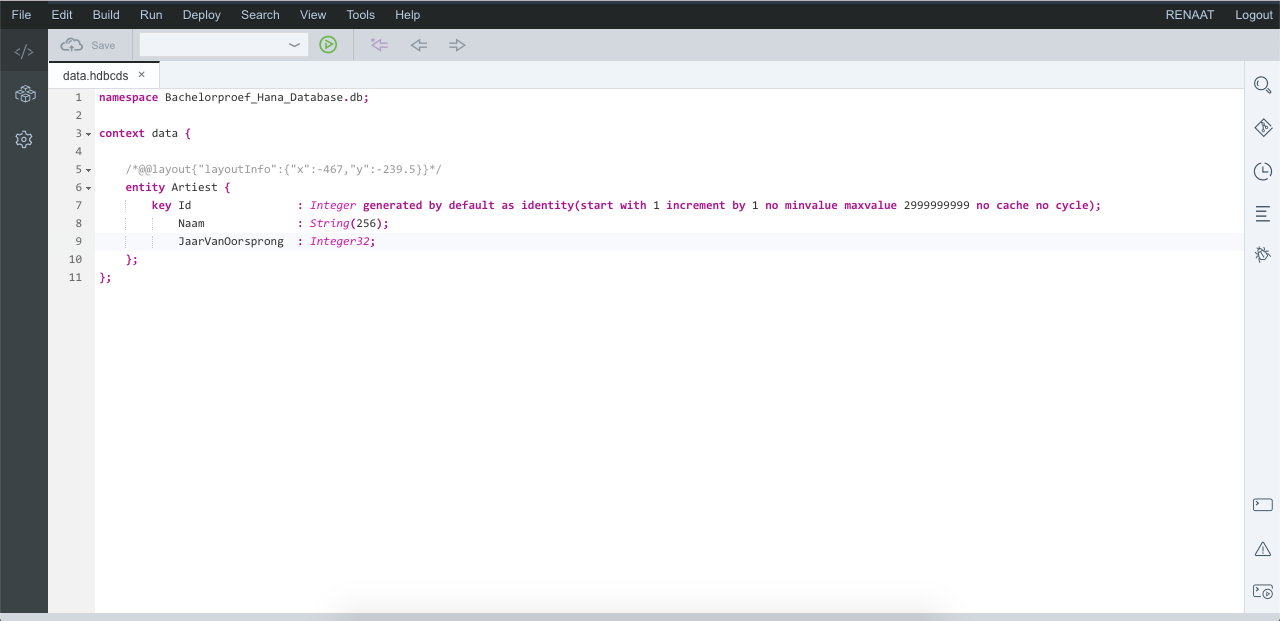 File Edit Build Run Deploy Search View Tools Help RENAAT Logout
</> Save
data.hdbcds ×
1 namespace Bachelorproef_Hana_Database.db;
2
3 context data {
4
5 /*@@layout{"layoutInfo":{"x":-467,"y":-239.5}}*/
6 entity Artiest {
7 key Id : Integer generated by default as identity(start with 1 increment by 1 no minvalue maxvalue 2999999999 no cache no cycle);
8 Naam : String(256);
9 JaarVanOorsprong : Integer32;
10 };
11 };